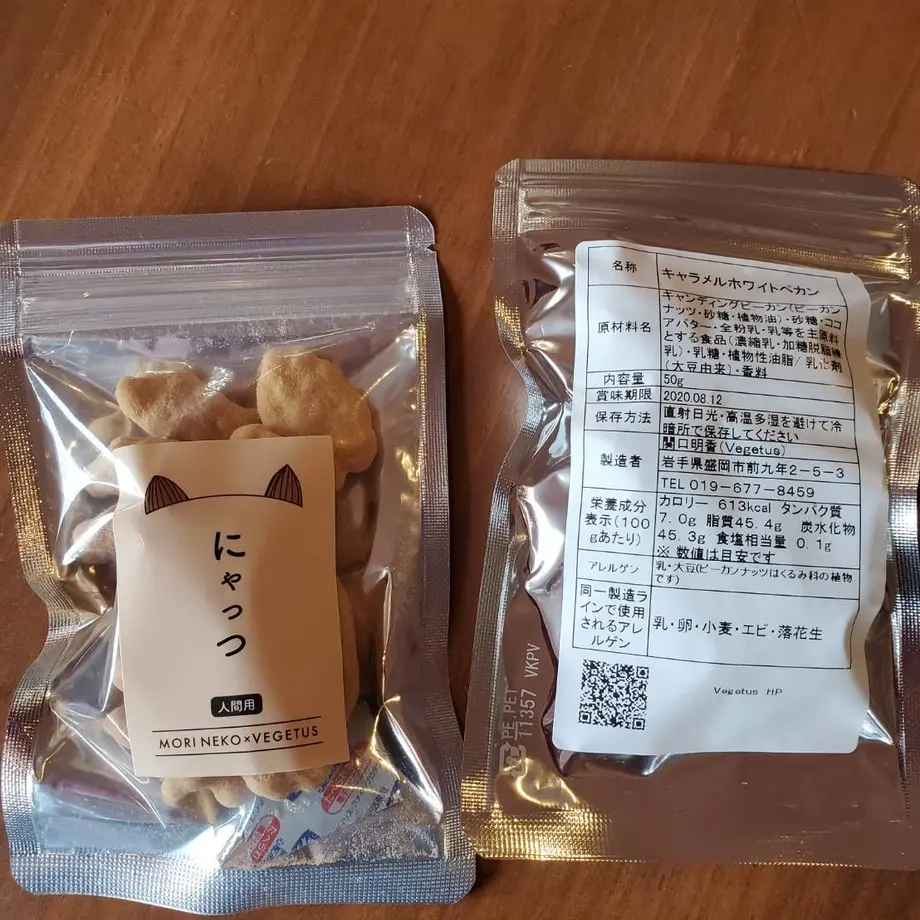 にゃっつ
人間用
MORI NEKO×VEGETUS
名称
キャラメルホワイトペカン
原材料名
キャンディングピーカン(ピーカン
ナッツ・砂糖・植物油)・砂糖・ココ
アバター・全粉乳・乳等を主原料
とする食品(濃縮乳・加糖脱脂練
乳)・乳糖・植物性油脂/乳化剤
(大豆由来)・香料
内容量
50g
賞味期限
2020.08.12
保存方法
直射日光・高温多湿を避けて冷
暗所で保存してください
製造者
関口明香(Vegetus)
岩手県盛岡市前九年2-5-3
TEL 019-677-8459
栄養成分
表示(100
gあたり)
カロリー 613kcal タンパク質
7.0g 脂質45.4g 炭水化物
45.3g 食塩相当量 0.1g
※ 数値は目安です
アレルゲン
乳・大豆(ピーカンナッツはくるみ科の植物
です)
同一製造ラ
インで使用
されるアレ
ルゲン
乳・卵・小麦・エビ・落花生
Vegetus HP
PE PET
11357 VKPV